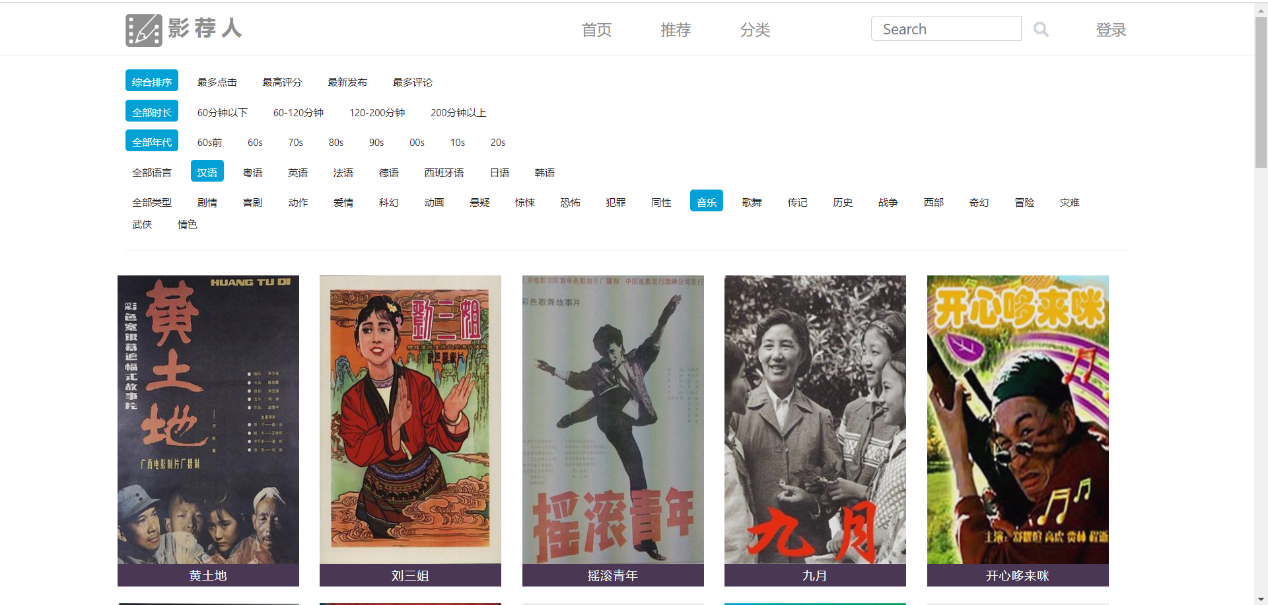 影荐人 首页 推荐 分类 Search 登录
综合排序 最多点击 最高评分 最新发布 最多评论
全部时长 60分钟以下 60-120分钟 120-200分钟 200分钟以上
全部年代 60s前 60s 70s 80s 90s 00s 10s 20s
全部语言 汉语 粤语 英语 法语 德语 西班牙语 日语 韩语
全部类型 剧情 喜剧 动作 爱情 科幻 动画 悬疑 惊悚 恐怖 犯罪 同性 音乐 歌舞 传记 历史 战争 西部 奇幻 冒险 灾难
武侠 情色
HUANG TU DI
黄土地
彩色宽银幕遮幅式故事片
广西电影制片厂摄制
劉三姐
彩色歌舞故事片
摇滚青年
九月
开心哆来咪
主演:
黄土地 刘三姐 摇滚青年 九月 开心哆来咪